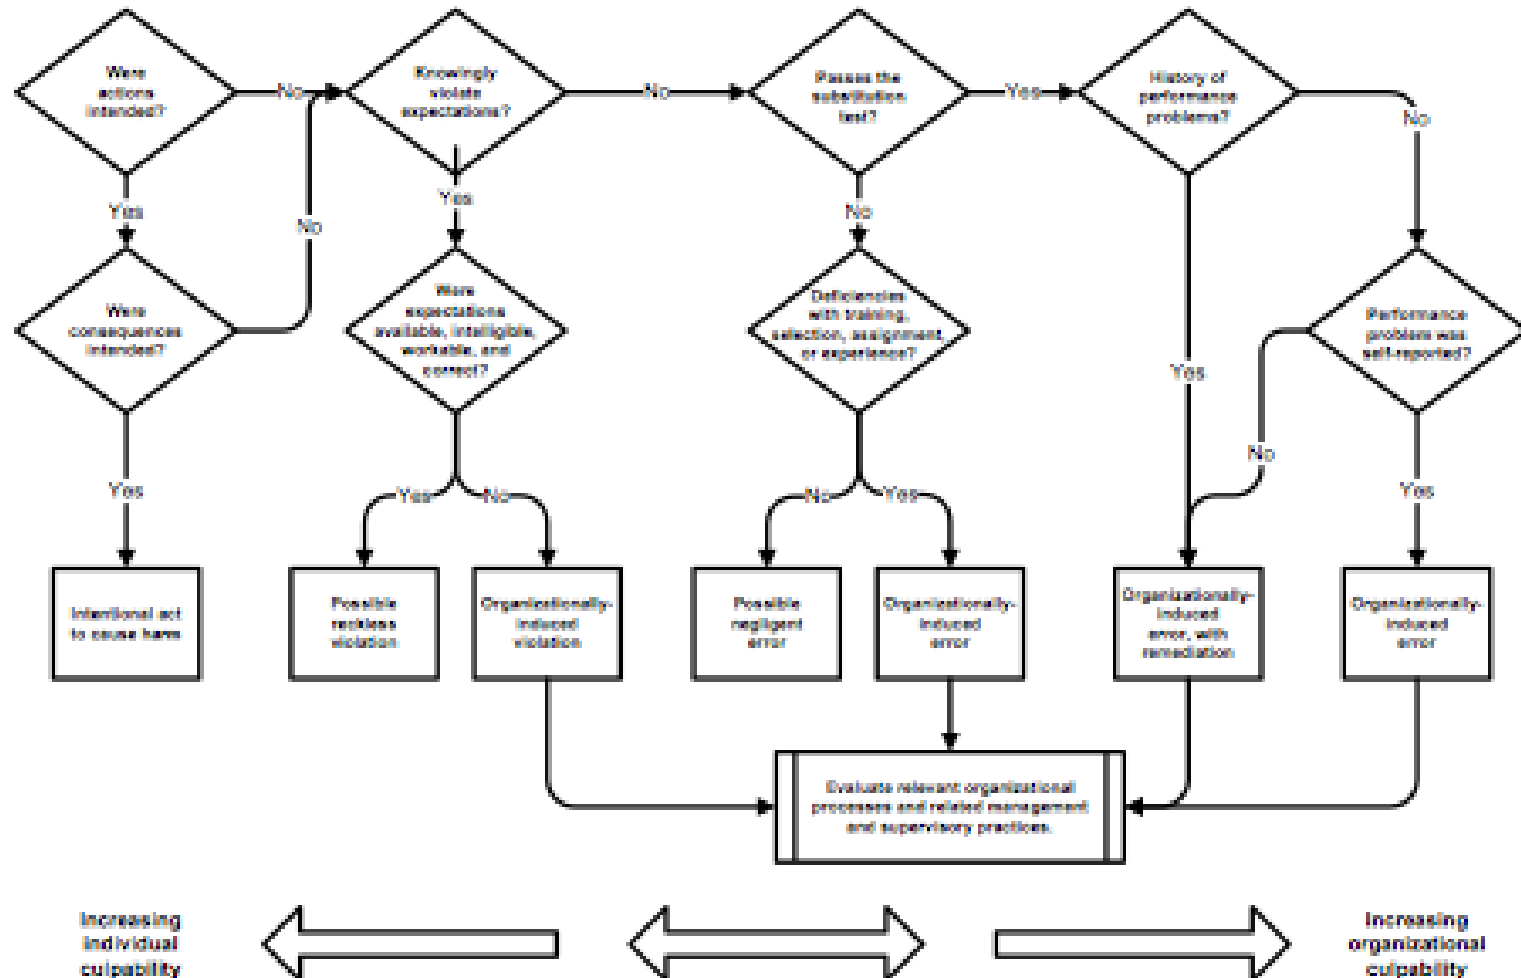 Were
actions
intended?
No
Knowingly
violate
expectations?
No
Passes the
substitution
test?
Yes
History of
performance
problems?
No
Yes
No
Yes
No
Were
consequences
intended?
Were
expectations
available, intelligible,
workable, and
correct?
Deficiencies
with training,
selection, assignment,
or experience?
Performance
problem was
self-reported?
Yes
No
Yes
Yes
No
No
Yes
Yes
Intentional act
to cause harm
Possible
reckless
violation
Organizationally-
induced
violation
Possible
negligent
error
Organizationally-
induced
error
Organizationally-
induced
error, with
remediation
Organizationally-
induced
error
Evaluate relevant organizational
processes and related management
and supervisory practices.
Increasing
individual
culpability
Increasing
organizational
culpability